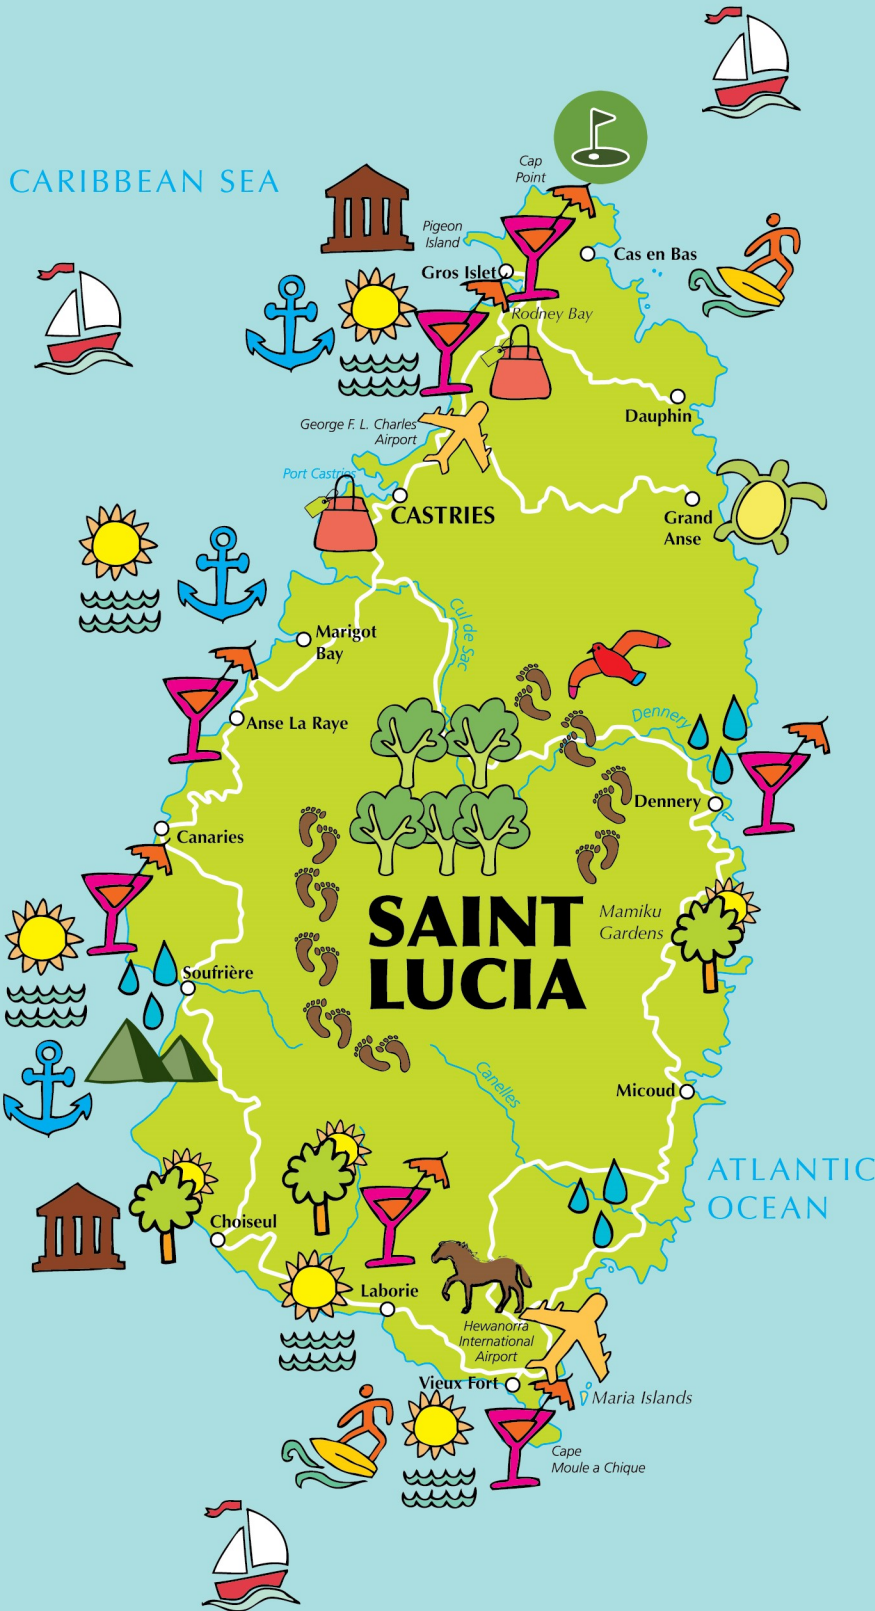 Cap
Point
CARIBBEAN SEA
Pigeon
Island
Cas en Bas
Gros Islet
Rodney Bay
Dauphin
George F. L. Charles
Airport
Port Castries
CASTRIES
Grand
Anse
Cul de Sac
Marigot
Bay
Dennery
Anse La Raye
Dennery
Canaries
SAINT
LUCIA
Mamiku
Gardens
Soufrière
Canelles
Micoud
ATLANTIC
OCEAN
Choiseul
Laborie
Hewanorra
International
Airport
Vieux Fort
Maria Islands
Cape
Moule a Chique